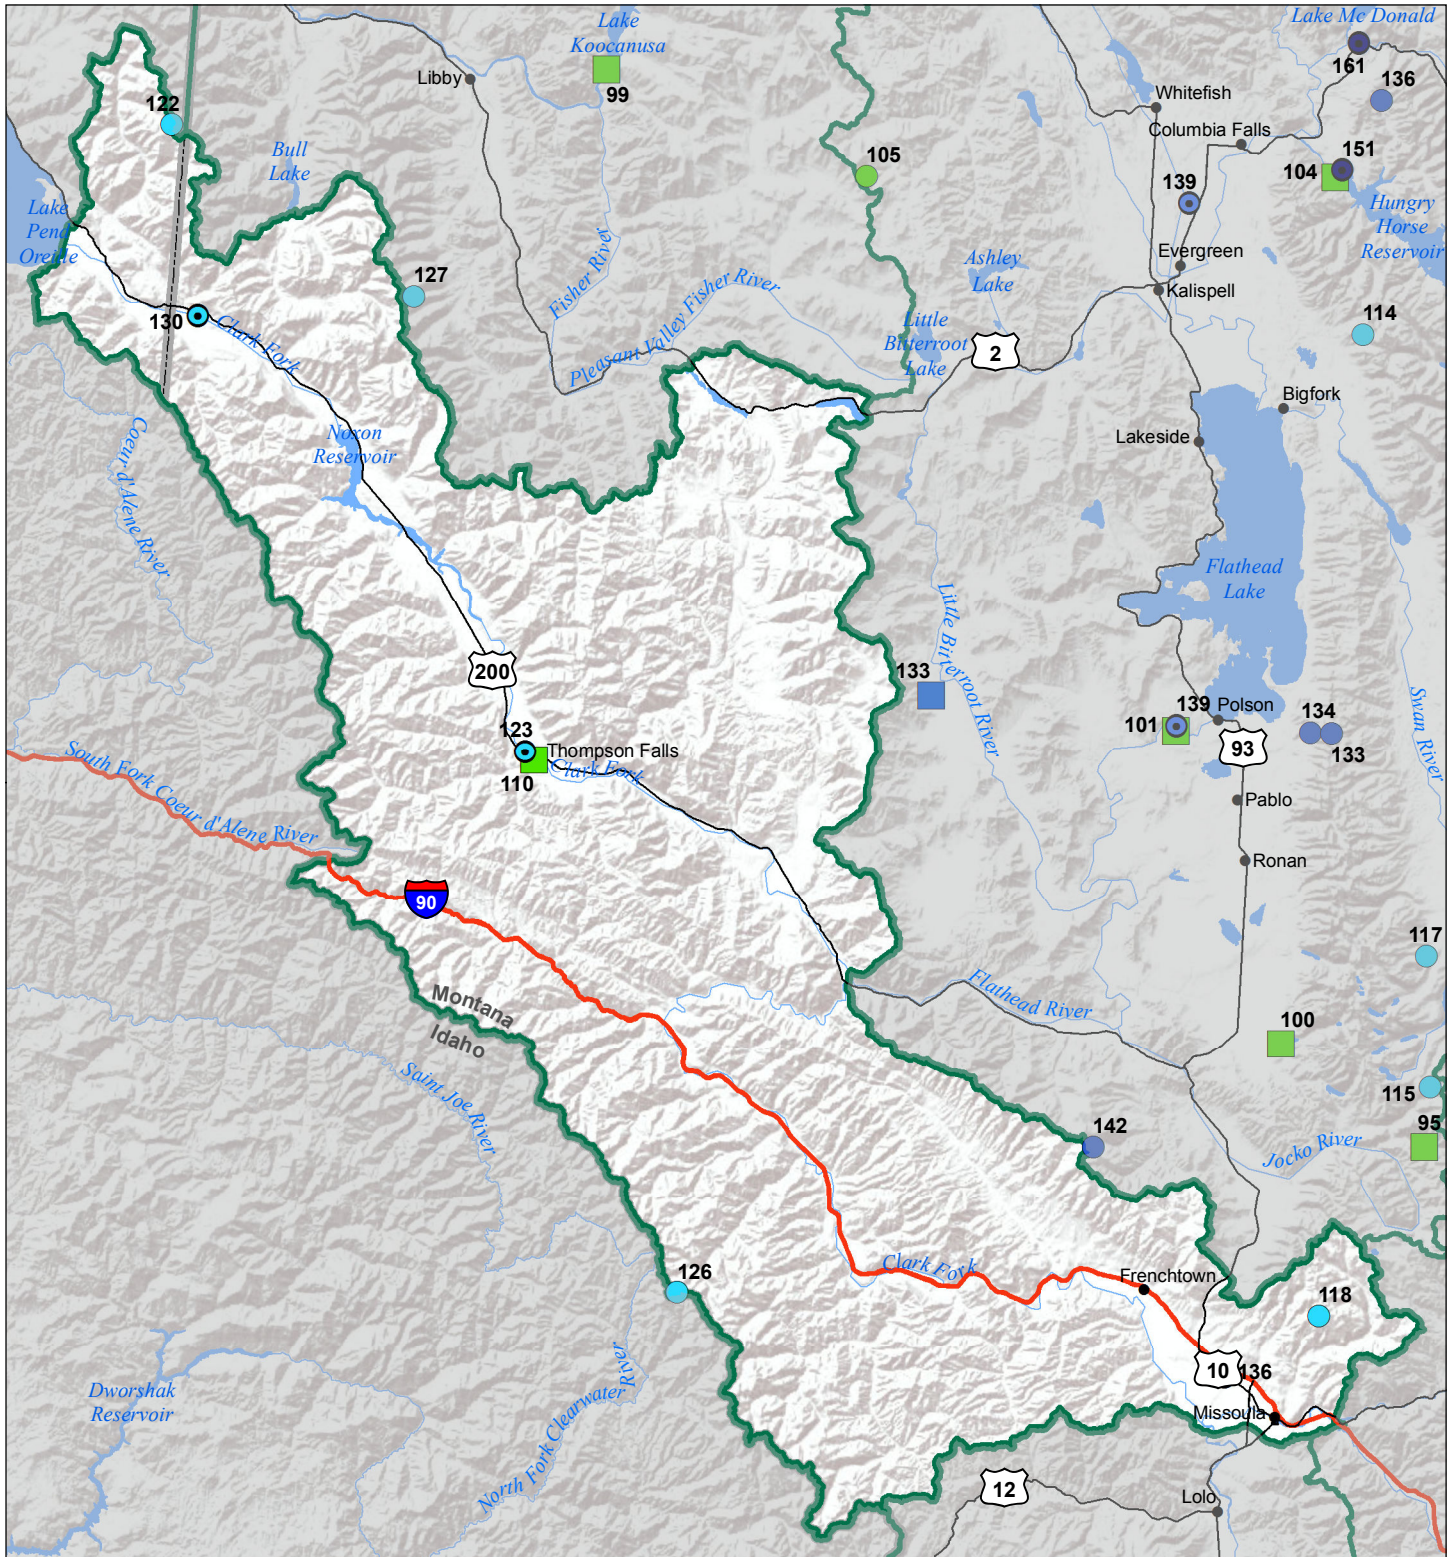 Lake Mc Donald
161
136
Lake
Koocanusa
99
Libby
Whitefish
Columbia Falls
122
Bull
Lake
105
151
104
139
Hungry
Horse
Reservoir
Lake
Pend
Oreille
127
Fisher River
Evergreen
Ashley
Lake
Kalispell
130
Clark Fork
Pleasant Valley Fisher River
Little
Bitterroot
Lake
2
114
Bigfork
Coeur d'Alene River
Noxon
Reservoir
Lakeside
Flathead
Lake
Little Bitterroot River
200
133
Swan River
139
Polson
101
134
133
93
123
Thompson Falls
110
Clark Fork
South Fork Coeur d'Alene River
Pablo
Ronan
90
117
Montana
Idaho
Flathead River
100
Saint Joe River
115
142
95
Jocko River
126
Clark Fork
Frenchtown
118
10
136
Missoula
Dworshak
Reservoir
North Fork Clearwater
River
12
Lolo